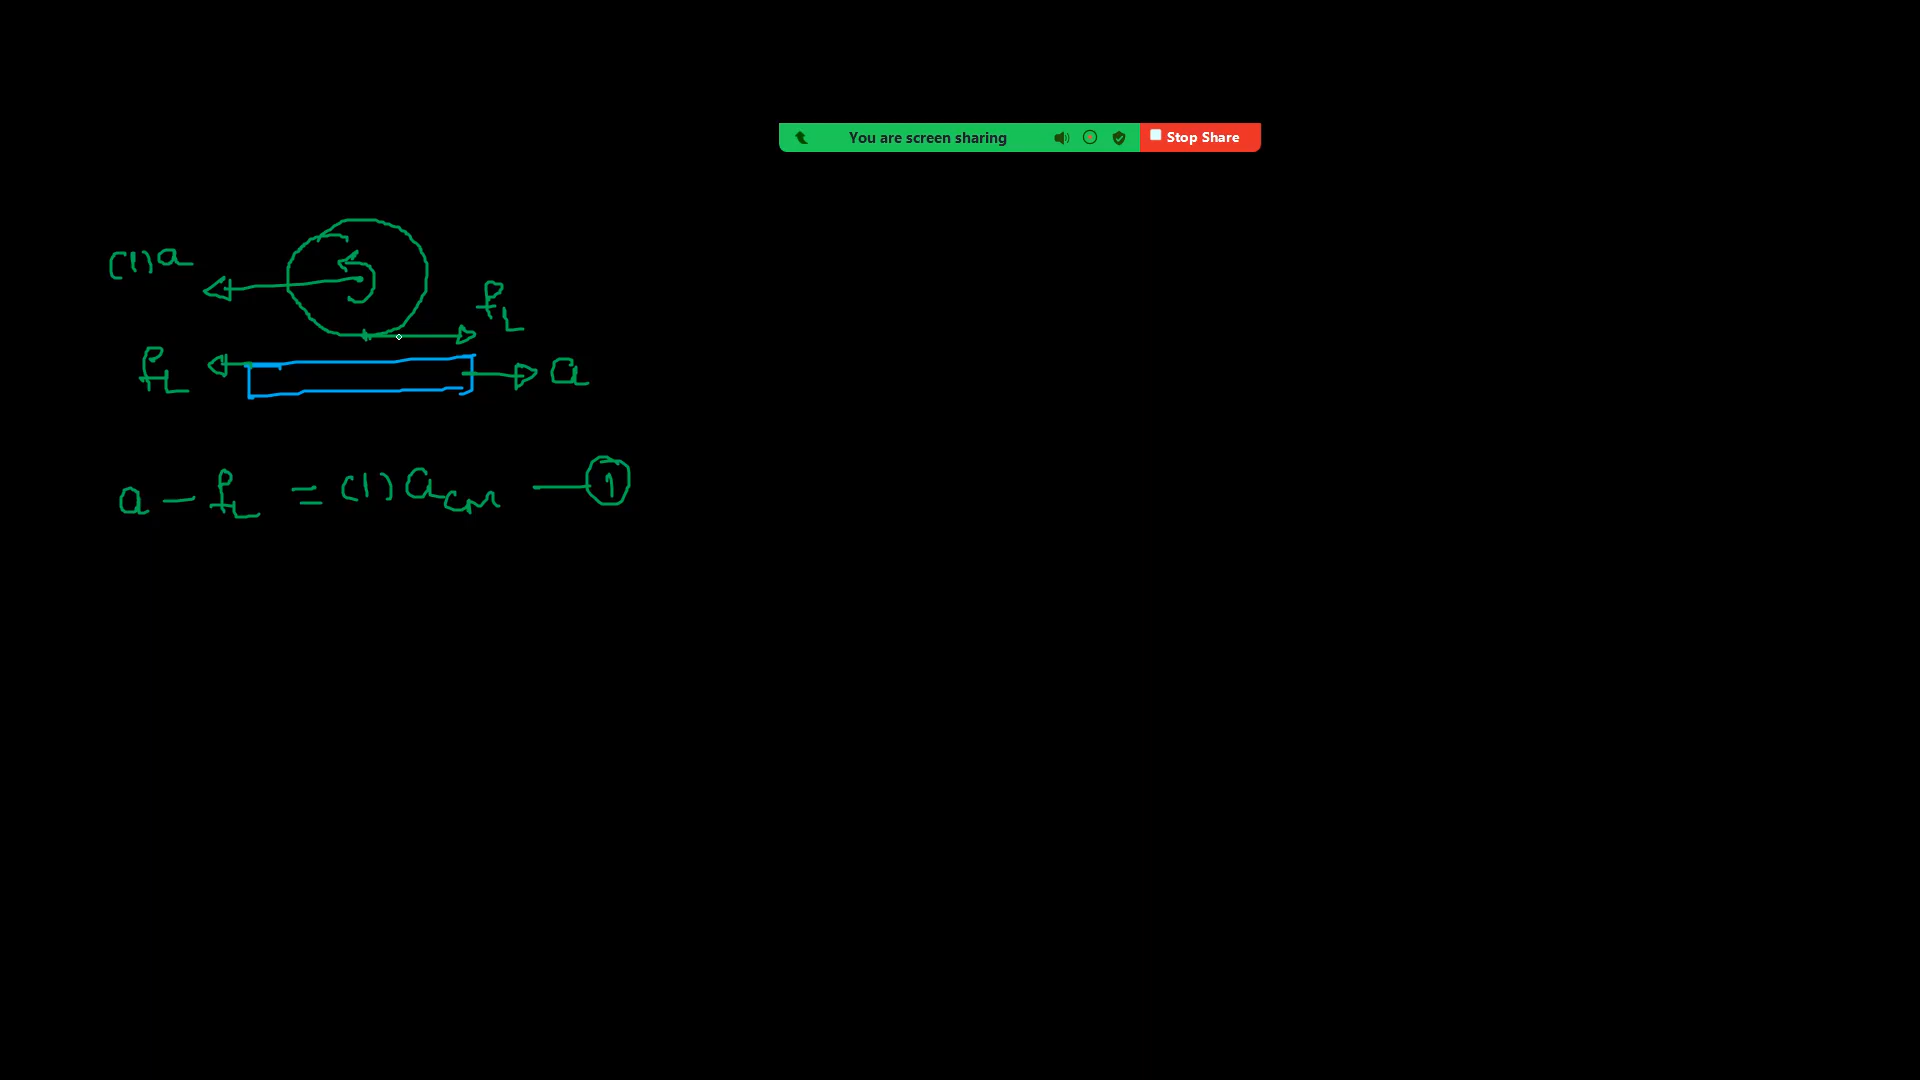 You are screen sharing
Stop Share
(1)a
f_L
f_L
a
a - f_L = (1) a_cm — ①